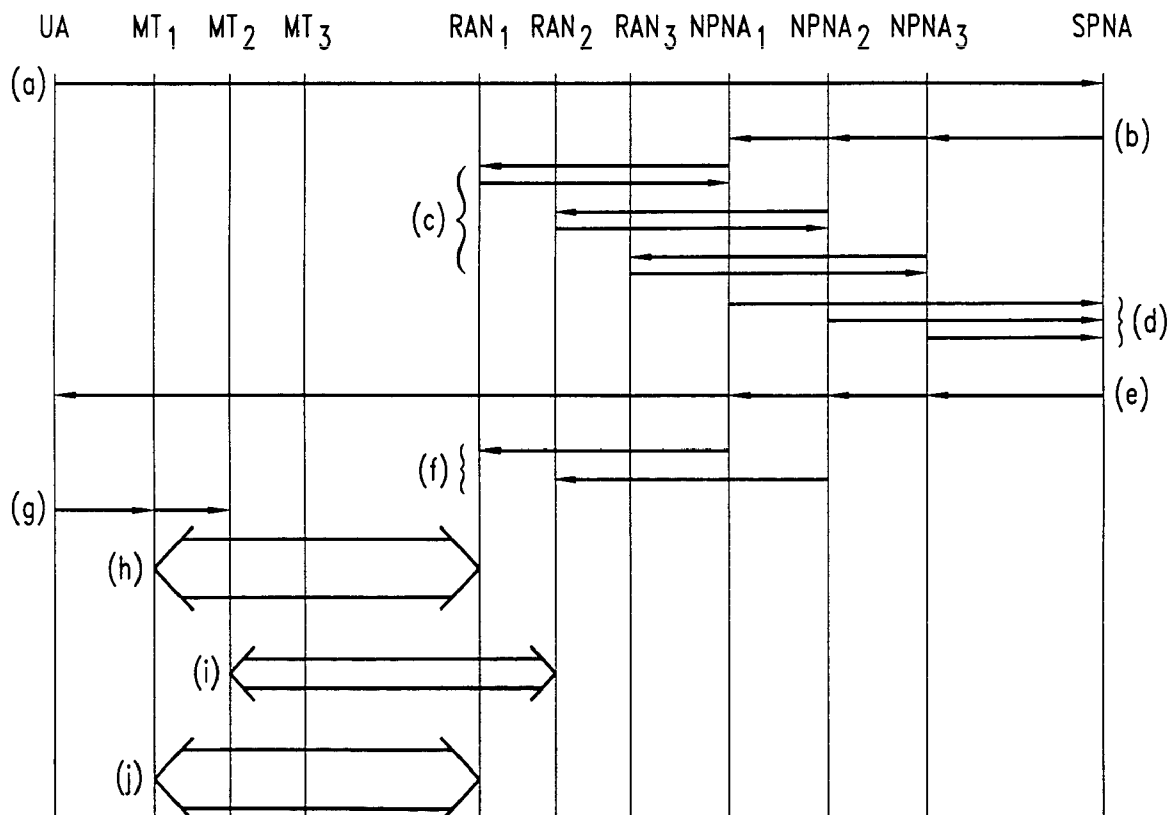 UA MT1 MT2 MT3 RAN1 RAN2 RAN3 NPNA1 NPNA2 NPNA3 SPNA
(a)
(b)
(c)
(d)
(e)
(f)
(g)
(h)
(i)
(j)